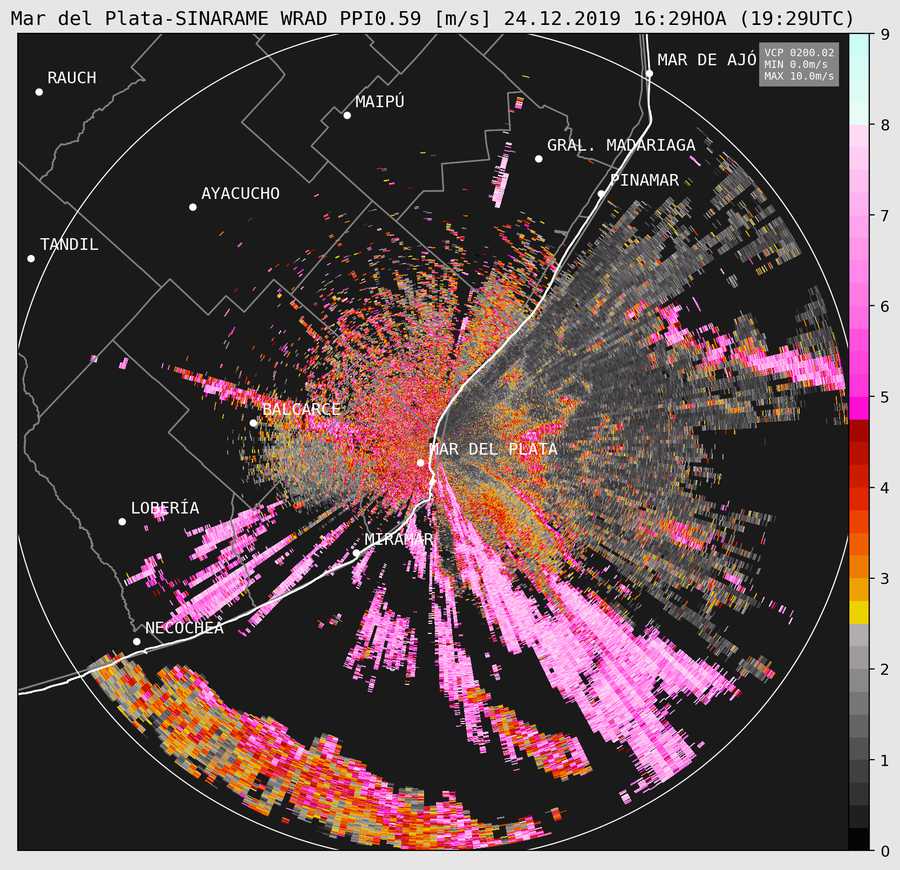 Mar del Plata-SINARAME WRAD PPI0.59 [m/s] 24.12.2019 16:29HOA (19:29UTC)
VCP 0200.02
MIN 0.0m/s
MAX 10.0m/s
MAR DE AJÓ
RAUCH
MAIPÚ
GRAL. MADARIAGA
PINAMAR
AYACUCHO
TANDIL
BALCARCE
MAR DEL PLATA
LOBERÍA
MIRAMAR
NECOCHEA
9
8
7
6
5
4
3
2
1
0